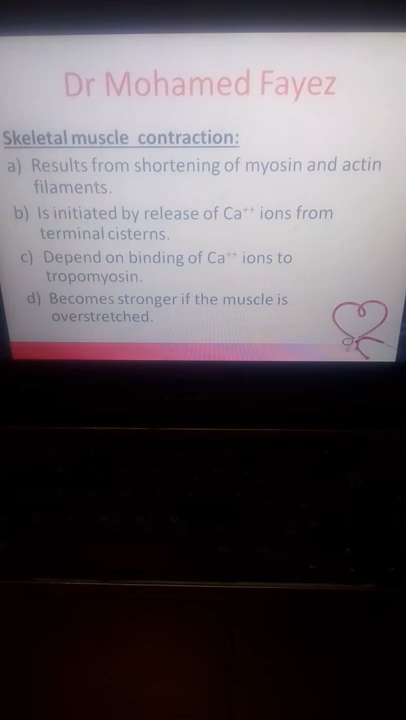 Dr Mohamed Fayez
Skeletal muscle contraction:
a) Results from shortening of myosin and actin
filaments.
b) Is initiated by release of Ca⁺⁺ ions from
terminal cisterns.
c) Depend on binding of Ca⁺⁺ ions to
tropomyosin.
d) Becomes stronger if the muscle is
overstretched.